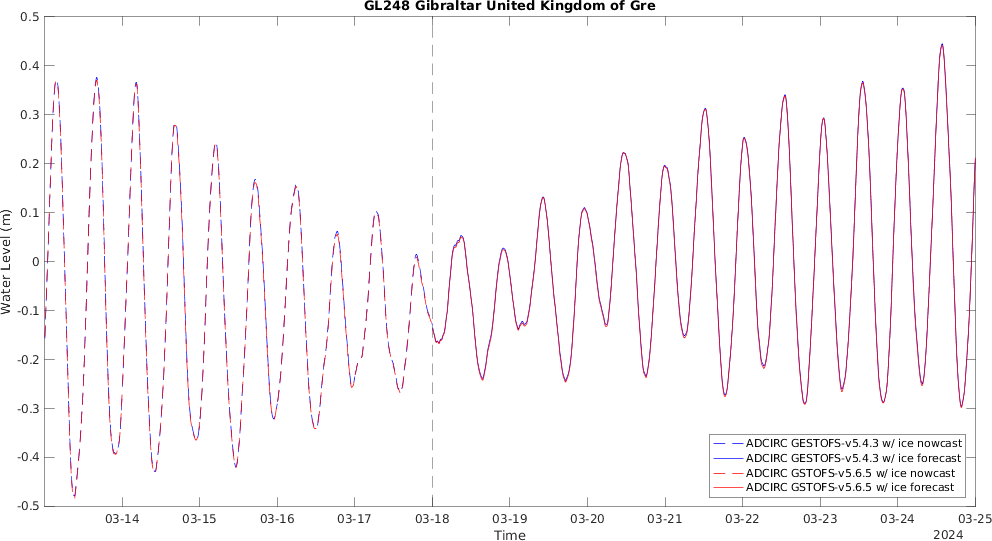 GL248 Gibraltar United Kingdom of Gre
0.5
0.4
0.3
0.2
0.1
0
-0.1
-0.2
-0.3
-0.4
-0.5
Water Level (m)
03-14 03-15 03-16 03-17 03-18 03-19 03-20 03-21 03-22 03-23 03-24 03-25
Time
2024
ADCIRC GESTOFS-v5.4.3 w/ ice nowcast
ADCIRC GESTOFS-v5.4.3 w/ ice forecast
ADCIRC GSTOFS-v5.6.5 w/ ice nowcast
ADCIRC GSTOFS-v5.6.5 w/ ice forecast